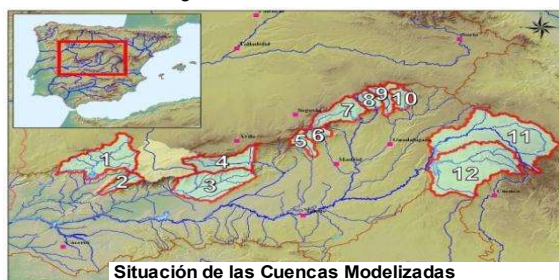 Valladolid
Soria
Segovia
Ávila
Guadalajara
Madrid
Cuenca
Toledo
Cáceres
1
2
3
4
5
6
7
8
9
10
11
12
Situación de las Cuencas Modelizadas